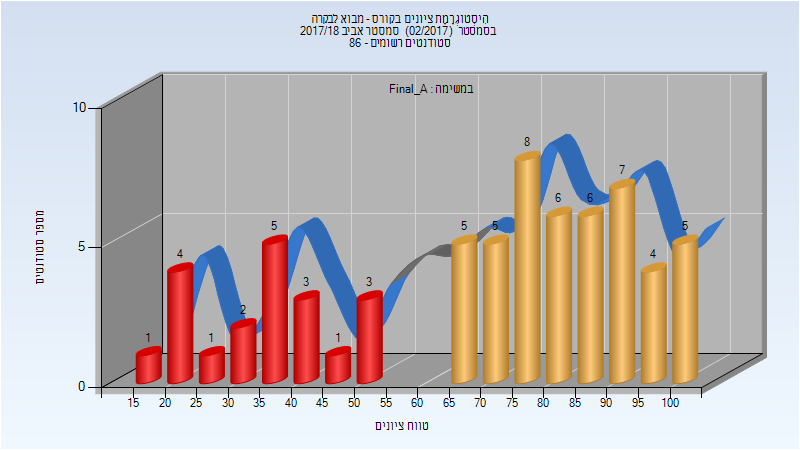 היסטוגרמת ציונים בקורס - מבוא לבקרה
בסמסטר (02/2017) סמסטר אביב 2017/18
סטודנטים רשומים - 86
במשימה : Final_A
10
5
0
מספר סטודנטים
1
4
1
2
5
3
1
3
5
5
8
6
6
7
4
5
15 20 25 30 35 40 45 50 55 60 65 70 75 80 85 90 95 100
טווח ציונים